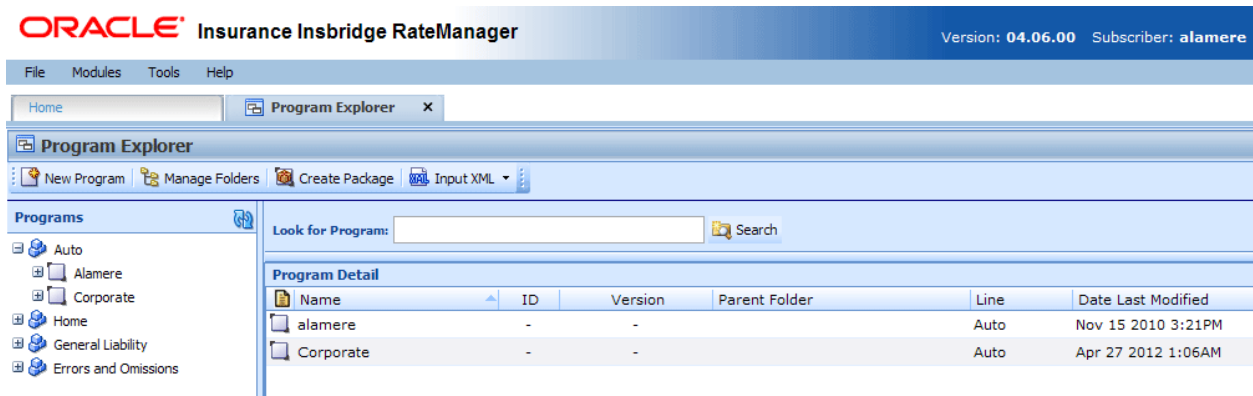 ORACLE® Insurance Insbridge RateManager
Version: 04.06.00 Subscriber: alamere
File Modules Tools Help
Home Program Explorer x
Program Explorer
New Program Manage Folders Create Package XML Input XML
Programs
Auto
Alamere
Corporate
Home
General Liability
Errors and Omissions
Look for Program: Search
Program Detail
Name ID Version Parent Folder Line Date Last Modified
alamere - - Auto Nov 15 2010 3:21PM
Corporate - - Auto Apr 27 2012 1:06AM